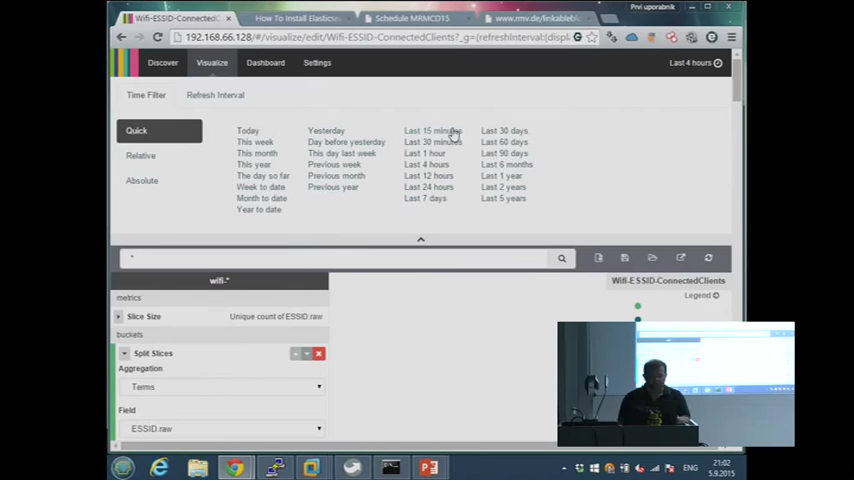 Prvi uporabnik
Wifi-ESSID-ConnectedC
How To Install Elasticse
Schedule MRMCD15
www.rmv.de/linkablebl
192.168.66.128/#/visualize/edit/Wifi-ESSID-ConnectedClients?_g=(refreshInterval:(displ
Discover
Visualize
Dashboard
Settings
Last 4 hours
Time Filter
Refresh Interval
Quick
Relative
Absolute
Today
This week
This month
This year
The day so far
Week to date
Month to date
Year to date
Yesterday
Day before yesterday
This day last week
Previous week
Previous month
Previous year
Last 15 minutes
Last 30 minutes
Last 1 hour
Last 4 hours
Last 12 hours
Last 24 hours
Last 7 days
Last 30 days
Last 60 days
Last 90 days
Last 6 months
Last 1 year
Last 2 years
Last 5 years
*
wifi-*
Wifi-ESSID-ConnectedClients
Legend
metrics
Slice Size
Unique count of ESSID.raw
buckets
Split Slices
Aggregation
Terms
Field
ESSID.raw
ENG
21:02
5.9.2015